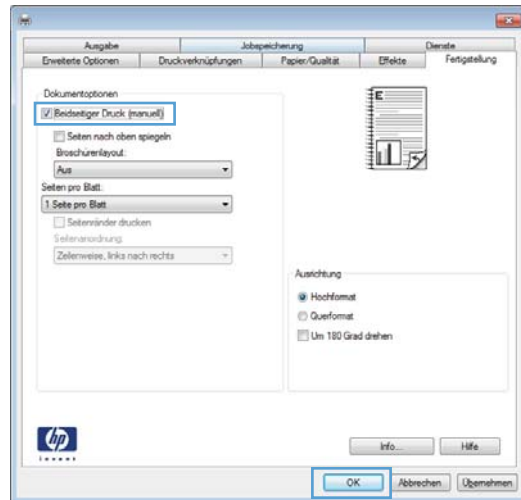 Ausgabe Jobspeicherung Dienste
Erweiterte Optionen Druckverknüpfungen Papier/Qualität Effekte Fertigstellung
Dokumentoptionen
Beidseitiger Druck (manuell)
Seiten nach oben spiegeln
Broschürenlayout:
Aus
Seiten pro Blatt:
1 Seite pro Blatt
Seitenränder drucken
Seitenanordnung:
Zeilenweise, links nach rechts
E
Ausrichtung
Hochformat
Querformat
Um 180 Grad drehen
hp
invent
Info... Hilfe
OK Abbrechen Übernehmen